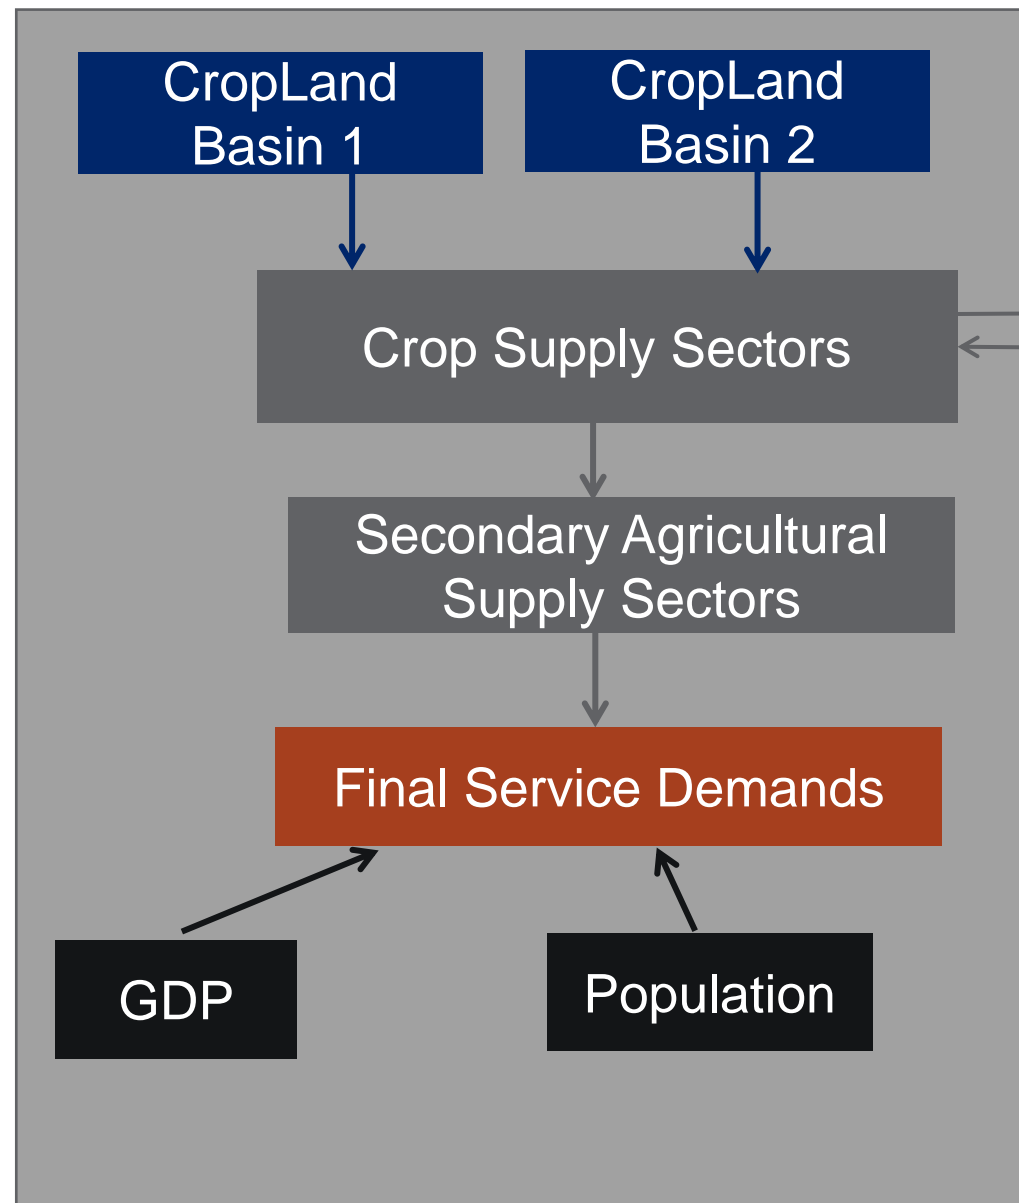 CropLand
Basin 1
CropLand
Basin 2
Crop Supply Sectors
Secondary Agricultural
Supply Sectors
Final Service Demands
GDP
Population